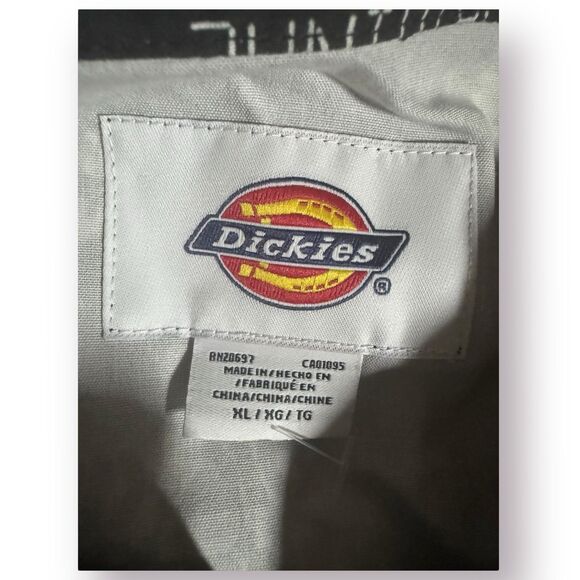 Dickies
®
RN20697 CA01095
MADE IN/HECHO EN
/FABRIQUÉ EN
CHINA/CHINA/CHINE
XL / XG / TG